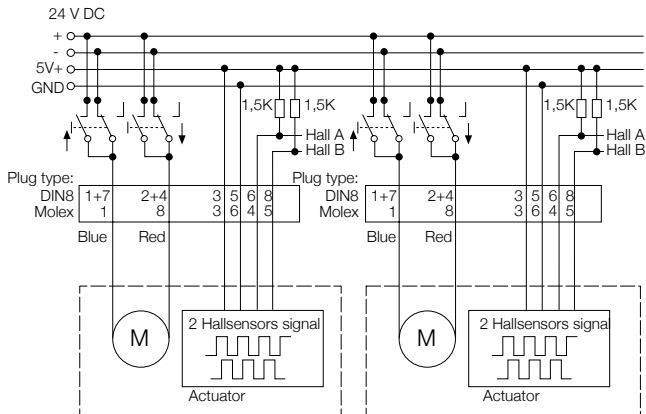 24 V DC
+
-
5V+
GND
1,5K 1,5K 1,5K 1,5K
Hall A Hall A
Hall B Hall B
Plug type: Plug type:
DIN8 1+7 2+4 3 5 6 8 DIN8 1+7 2+4 3 5 6 8
Molex 1 8 3 6 4 5 Molex 1 8 3 6 4 5
Blue Red Blue Red
M 2 Hallsensors signal M 2 Hallsensors signal
Actuator Actuator